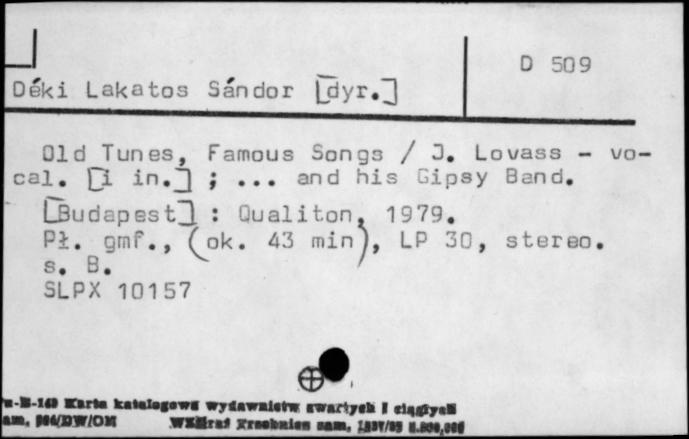 D 509
Déki Lakatos Sándor [dyr.]
Old Tunes, Famous Songs / J. Lovass - vo-
cal. [i in.] ; ... and his Gipsy Band.
[Budapest] : Qualiton, 1979.
Pł. gmf., (ok. 43 min), LP 30, stereo.
s. B.
SLPX 10157
Karta katalogowa wydawnictw zwartych i ciągłych
zam.